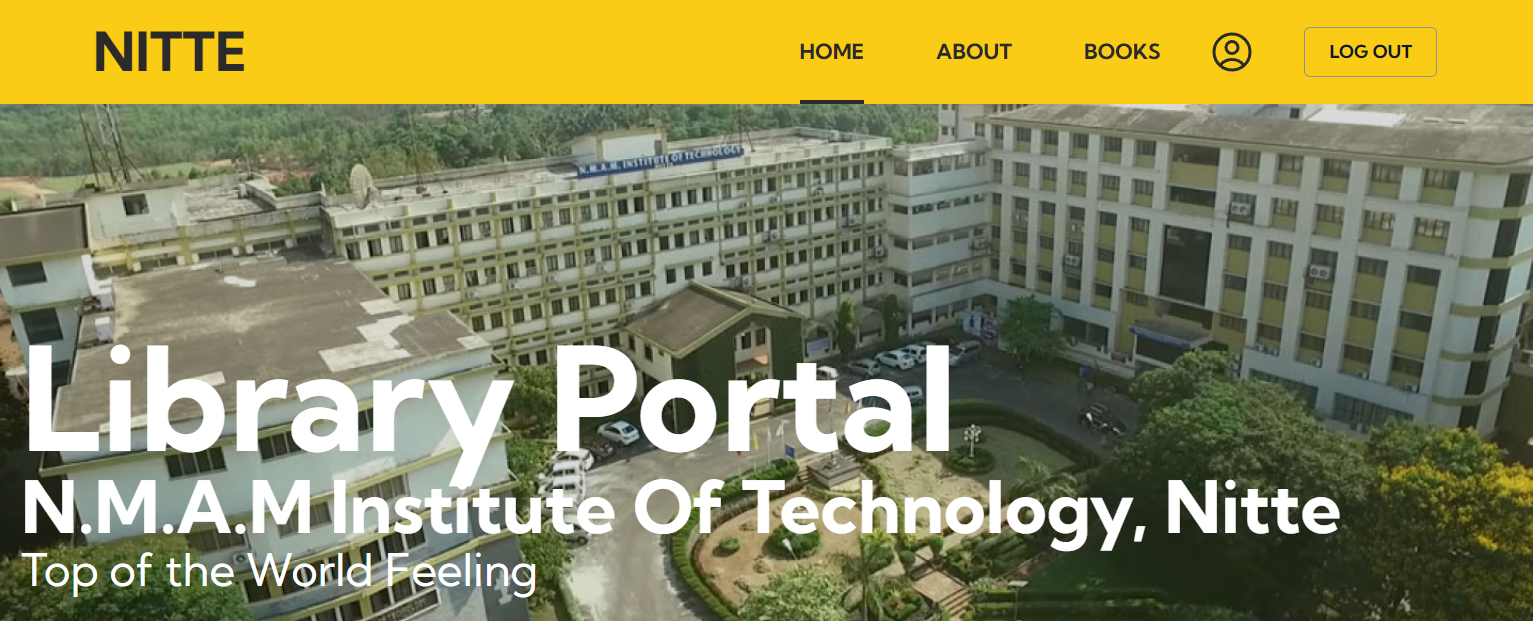 NITTE
HOME ABOUT BOOKS LOG OUT
N.M.A.M. INSTITUTE OF TECHNOLOGY
Library Portal
N.M.A.M Institute Of Technology, Nitte
Top of the World Feeling